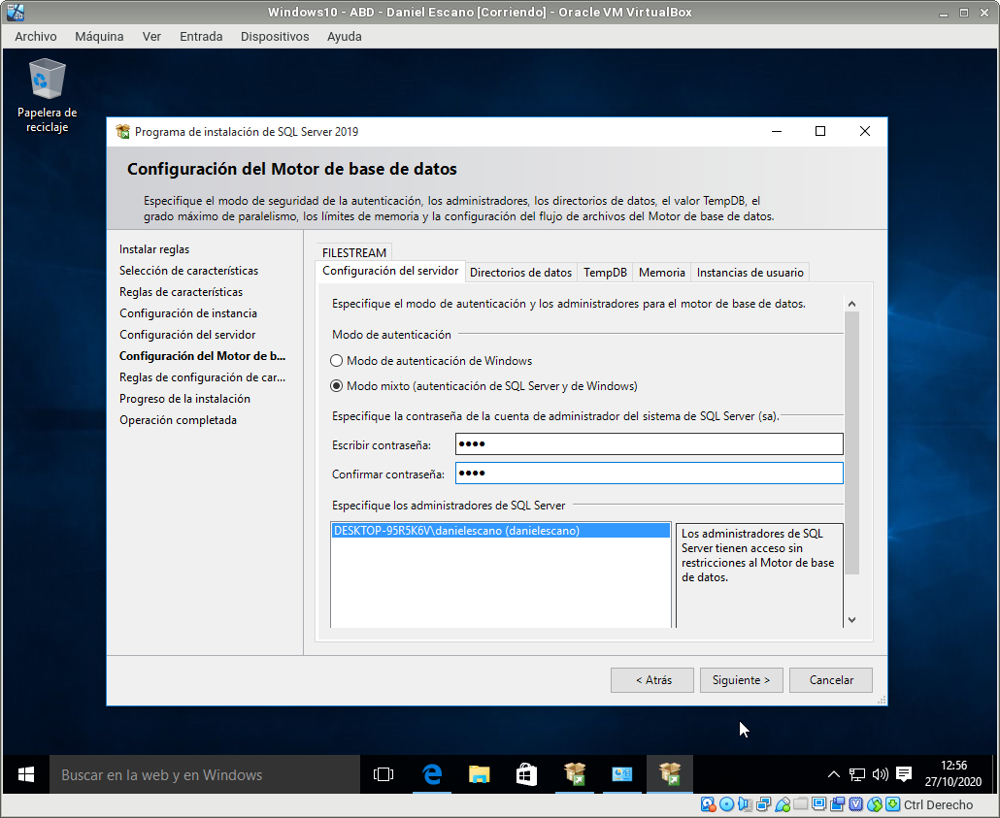 Windows10 - ABD - Daniel Escano [Corriendo] - Oracle VM VirtualBox
Archivo Máquina Ver Entrada Dispositivos Ayuda
Papelera de
reciclaje
Programa de instalación de SQL Server 2019
Configuración del Motor de base de datos
Especifique el modo de seguridad de la autenticación, los administradores, los directorios de datos, el valor TempDB, el
grado máximo de paralelismo, los límites de memoria y la configuración del flujo de archivos del Motor de base de datos.
Instalar reglas
Selección de características
Reglas de características
Configuración de instancia
Configuración del servidor
Configuración del Motor de b...
Reglas de configuración de car...
Progreso de la instalación
Operación completada
FILESTREAM
Configuración del servidor Directorios de datos TempDB Memoria Instancias de usuario
Especifique el modo de autenticación y los administradores para el motor de base de datos.
Modo de autenticación
Modo de autenticación de Windows
Modo mixto (autenticación de SQL Server y de Windows)
Especifique la contraseña de la cuenta de administrador del sistema de SQL Server (sa).
Escribir contraseña: ●●●●
Confirmar contraseña: ●●●●
Especifique los administradores de SQL Server
DESKTOP-95R5K6V\danielescano (danielescano)
Los administradores de SQL
Server tienen acceso sin
restricciones al Motor de base
de datos.
< Atrás Siguiente > Cancelar
Buscar en la web y en Windows
12:56
27/10/2020
Ctrl Derecho